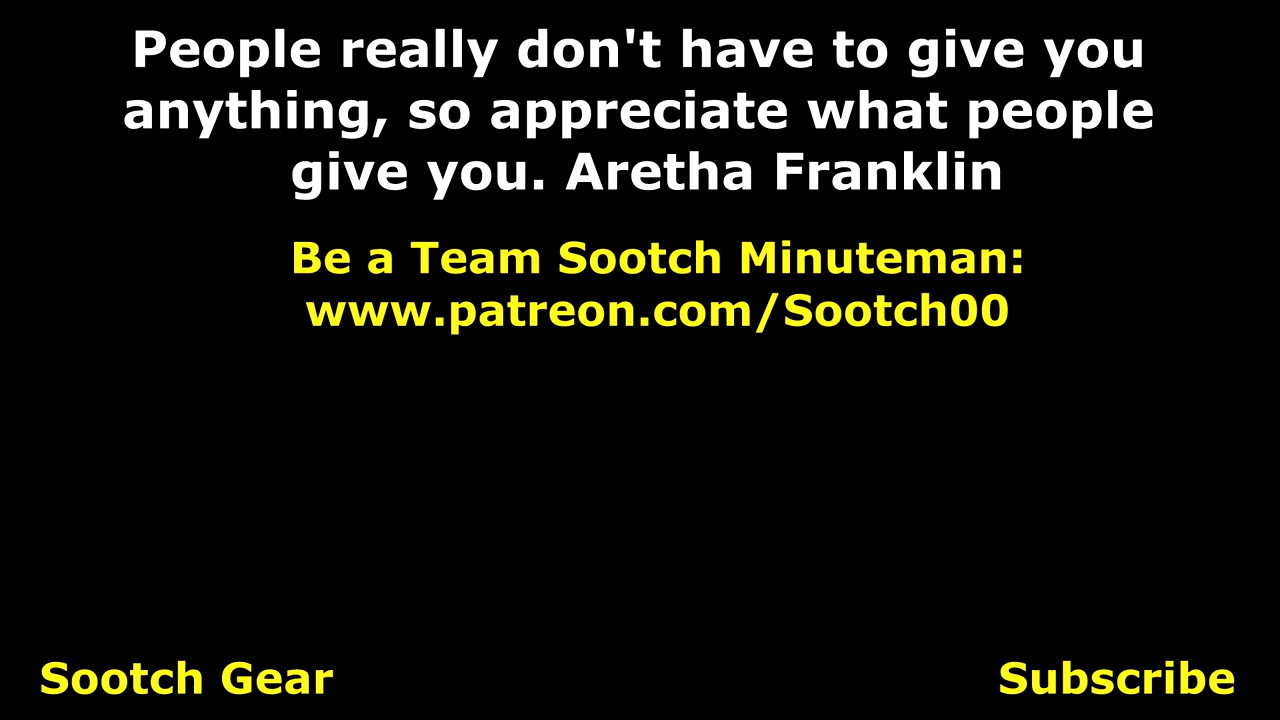 People really don't have to give you
anything, so appreciate what people
give you. Aretha Franklin
Be a Team Sootch Minuteman:
www.patreon.com/Sootch00
Sootch Gear
Subscribe